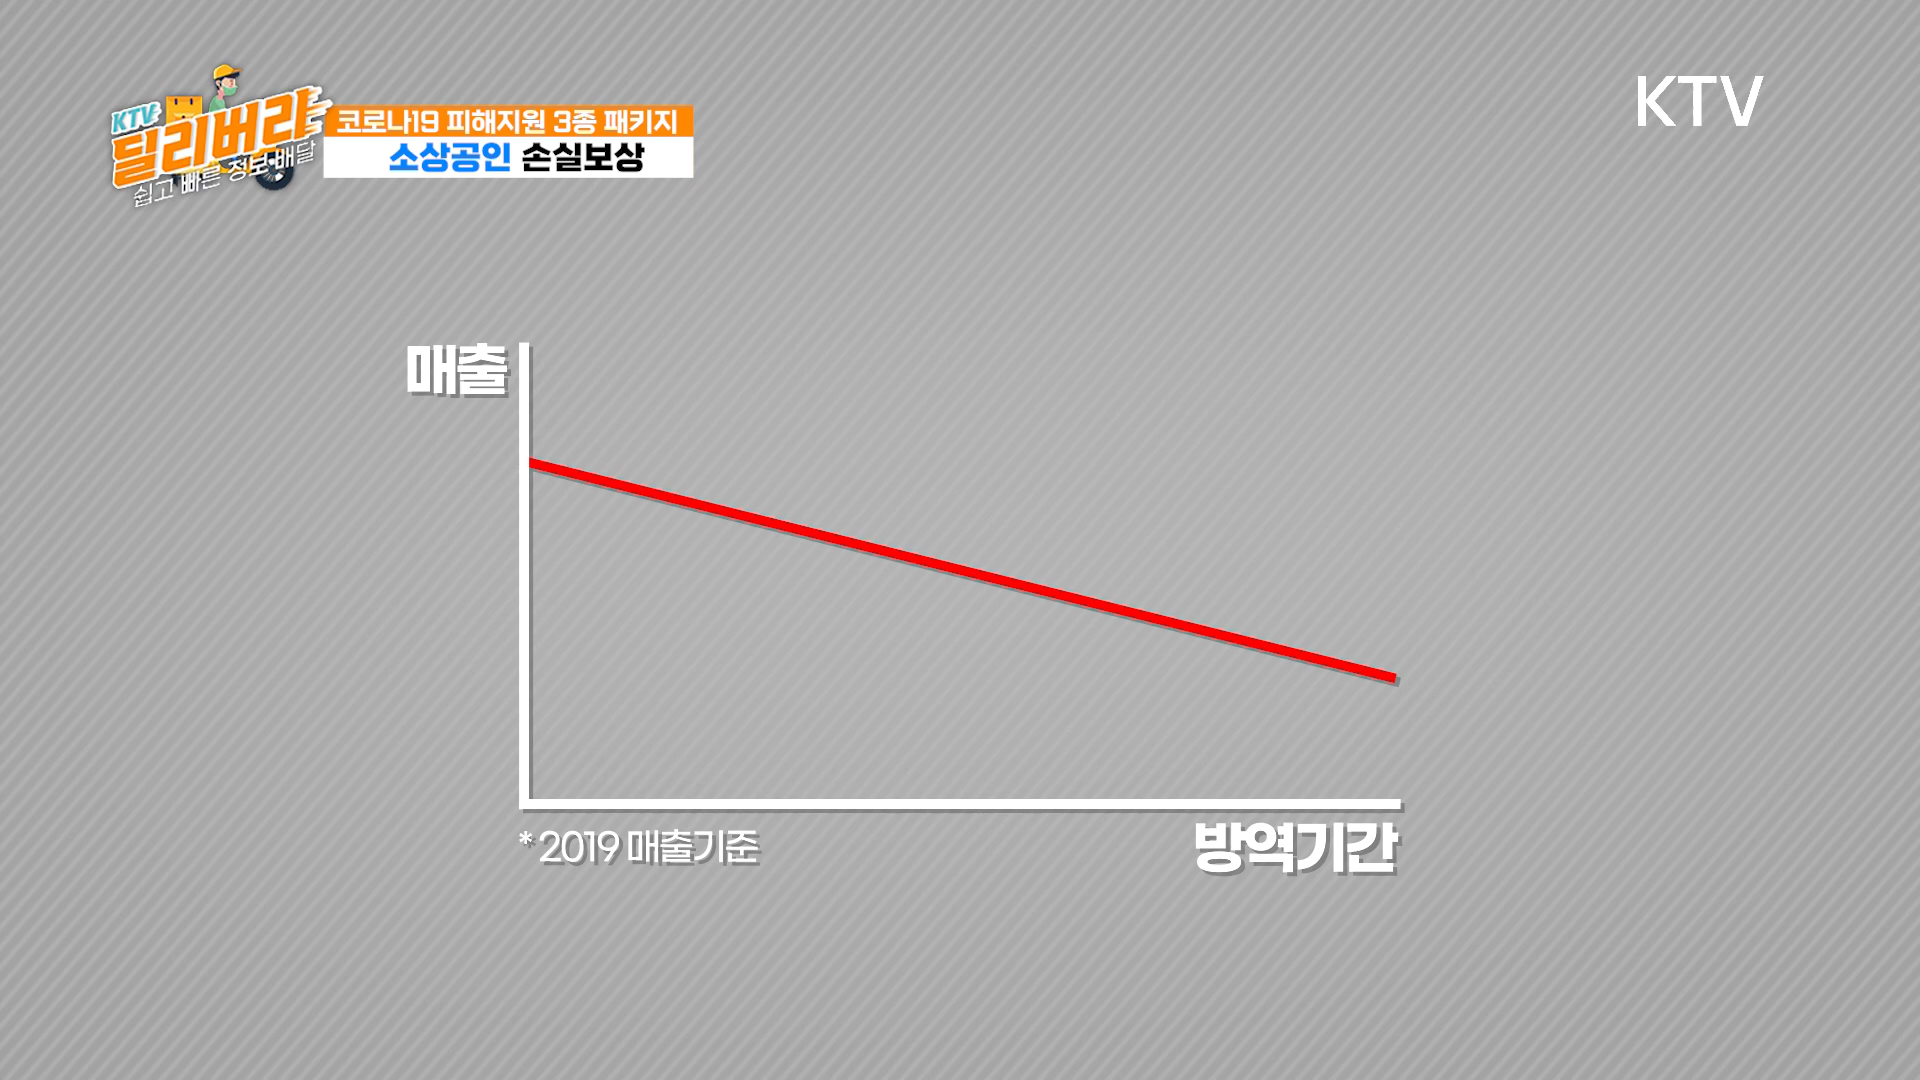 KTV
딜리버리
쉽고 빠른 정보 배달
코로나19 피해지원 3종 패키지
소상공인 손실보상
KTV
매출
* 2019 매출기준
방역기간